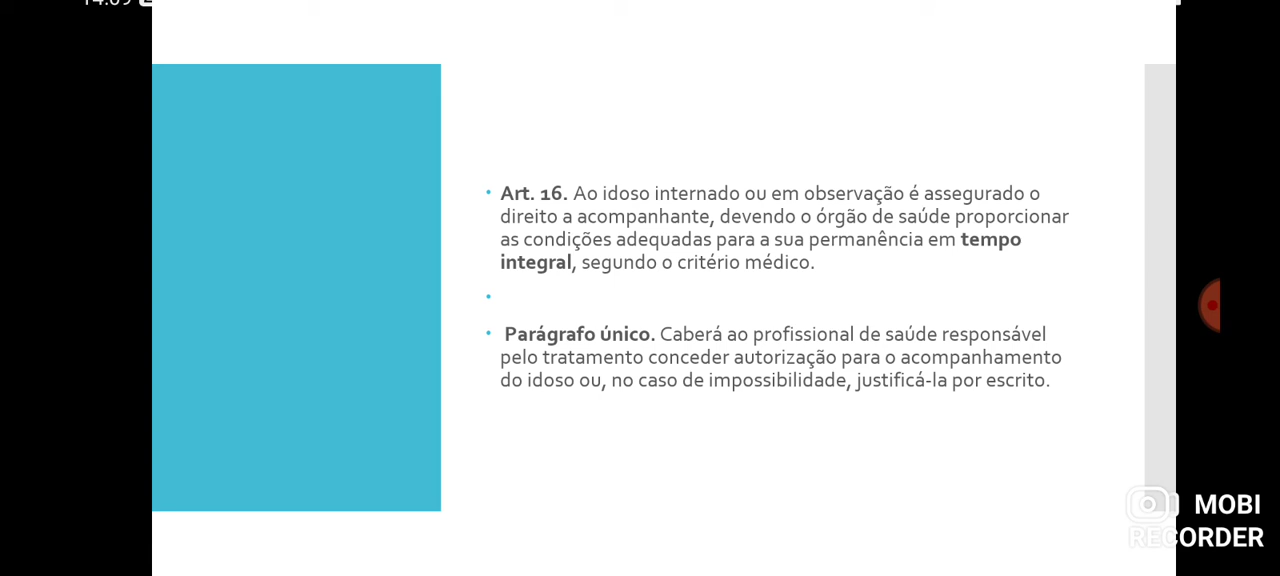 Art. 16. Ao idoso internado ou em observação é assegurado o
direito a acompanhante, devendo o órgão de saúde proporcionar
as condições adequadas para a sua permanência em tempo
integral, segundo o critério médico.
Parágrafo único. Caberá ao profissional de saúde responsável
pelo tratamento conceder autorização para o acompanhamento
do idoso ou, no caso de impossibilidade, justificá-la por escrito.
MOBI
RECORDER